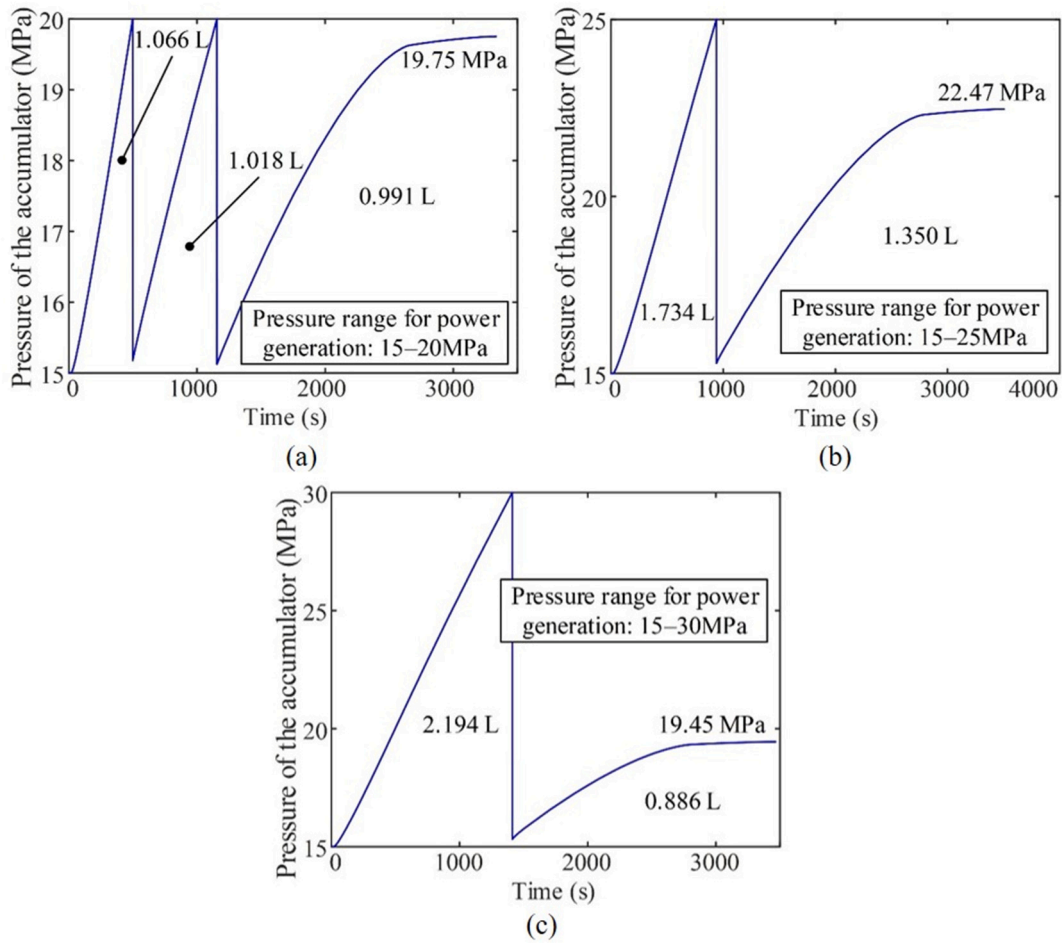 Pressure of the accumulator (MPa)
20
19
18
17
16
15
1.066 L
1.018 L
19.75 MPa
0.991 L
Pressure range for power
generation: 15–20MPa
0
1000
2000
3000
Time (s)
(a)
Pressure of the accumulator (MPa)
25
20
15
22.47 MPa
1.350 L
1.734 L
Pressure range for power
generation: 15–25MPa
0
1000
2000
3000
4000
Time (s)
(b)
Pressure of the accumulator (MPa)
30
25
20
15
Pressure range for power
generation: 15–30MPa
2.194 L
19.45 MPa
0.886 L
0
1000
2000
3000
Time (s)
(c)